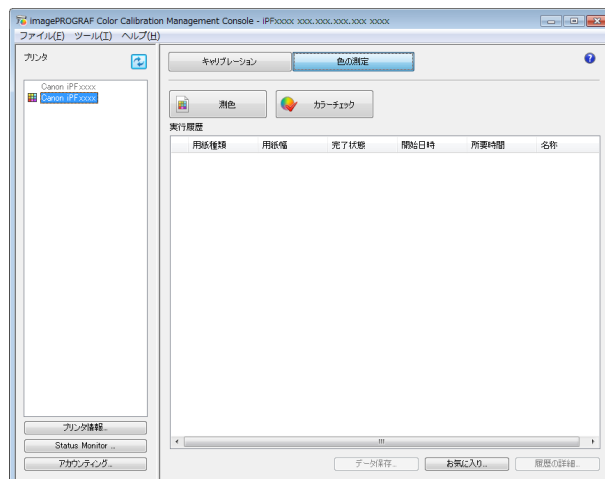 imagePROGRAF Color Calibration Management Console - iPFxxxx xxx.xxx.xxx.xxx xxxx
ファイル(F) ツール(T) ヘルプ(H)
プリンタ
キャリブレーション 色の測定
Canon iPFxxxx
Canon iPFxxxx
測色 カラーチェック
実行履歴
用紙種類 用紙幅 完了状態 開始日時 所要時間 名称
プリンタ情報...
Status Monitor ...
アカウンティング...
データ保存... お気に入り... 履歴の詳細...